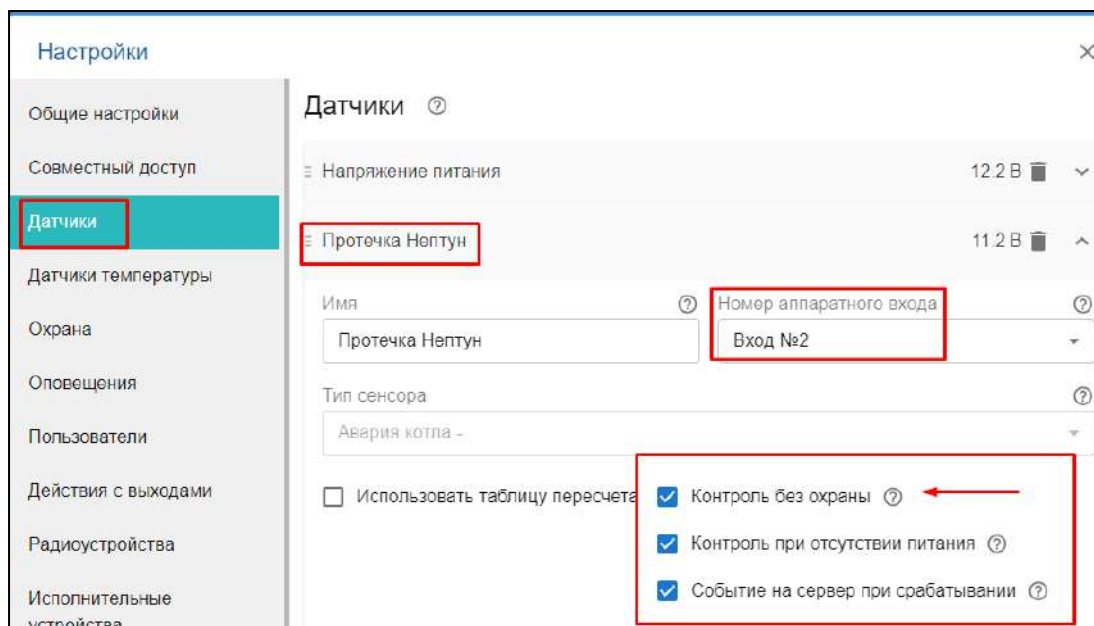 Настройки
Общие настройки
Совместный доступ
Датчики
Датчики температуры
Охрана
Оповещения
Пользователи
Действия с выходами
Радиоустройства
Исполнительные
устройства
Датчики
Напряжение питания 12.2 В
Протечка Нептун 11.2 В
Имя
Протечка Нептун
Номер аппаратного входа
Вход №2
Тип сенсора
Авария котла -
Использовать таблицу пересчета
Контроль без охраны
Контроль при отсутствии питания
Событие на сервер при срабатывании